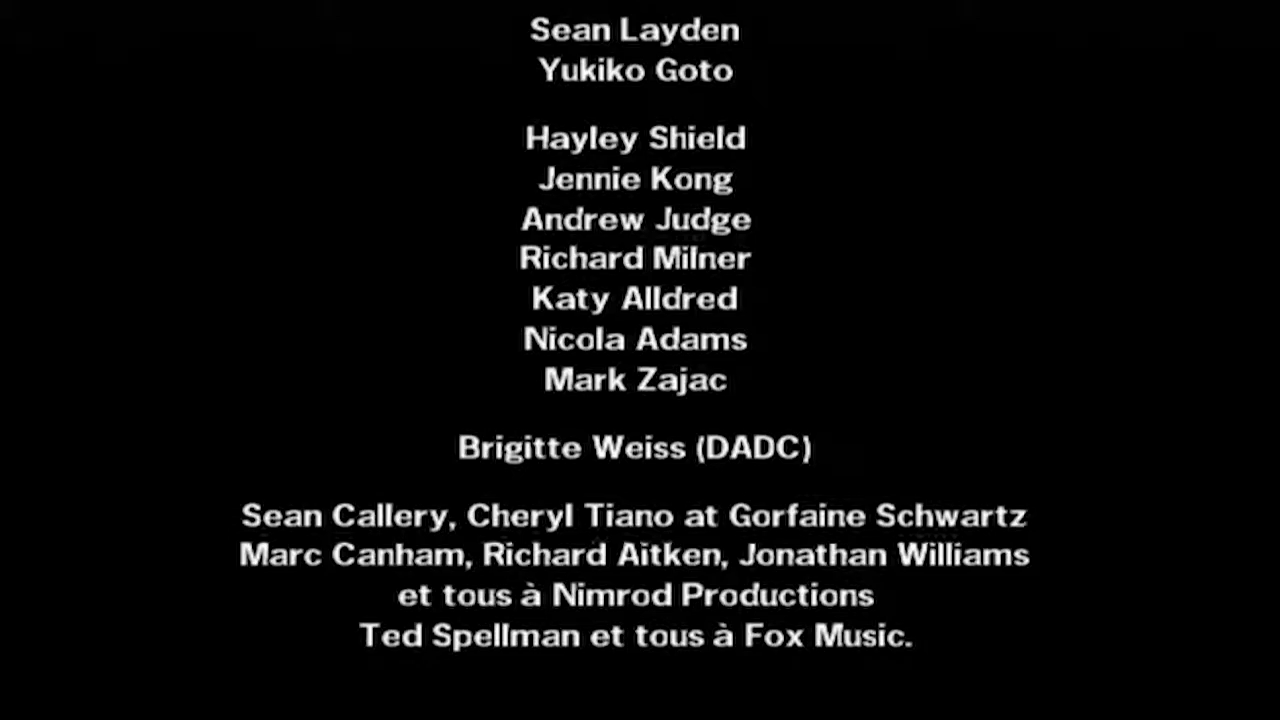 Sean Layden
Yukiko Goto
Hayley Shield
Jennie Kong
Andrew Judge
Richard Milner
Katy Alldred
Nicola Adams
Mark Zajac
Brigitte Weiss (DADC)
Sean Callery, Cheryl Tiano at Gorfaine Schwartz
Marc Canham, Richard Aitken, Jonathan Williams
et tous à Nimrod Productions
Ted Spellman et tous à Fox Music.